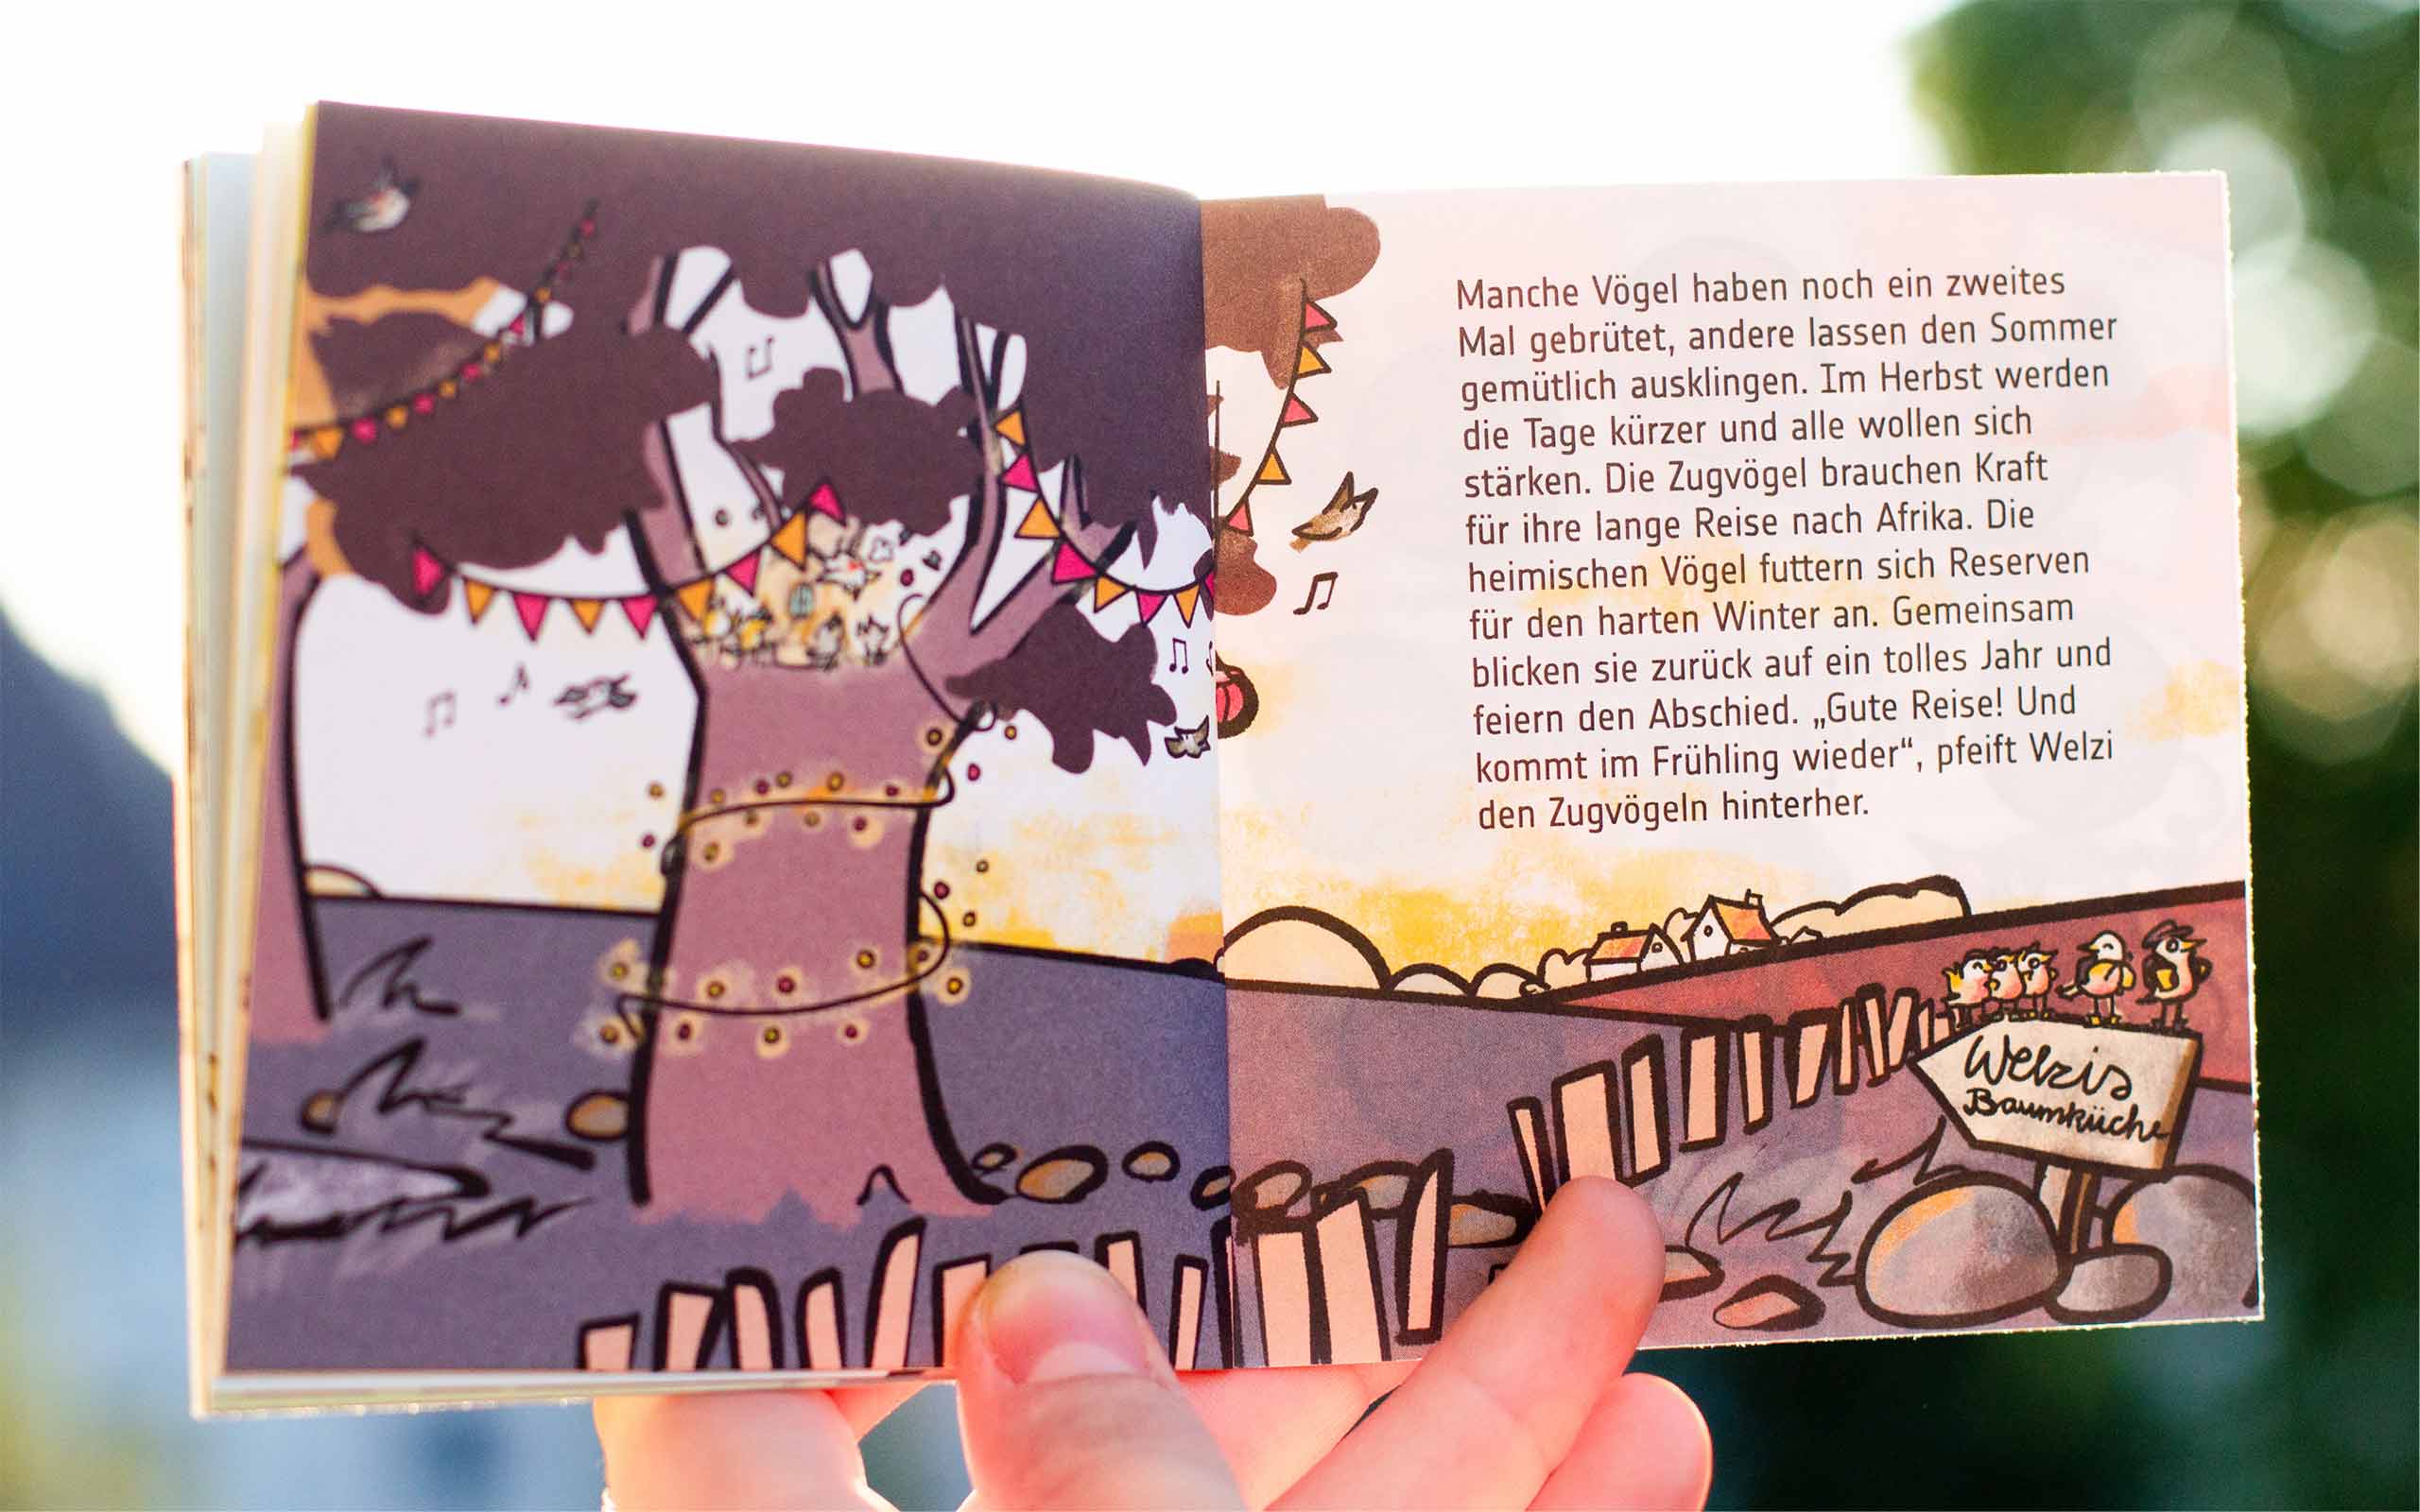 Manche Vögel haben noch ein zweites
Mal gebrütet, andere lassen den Sommer
gemütlich ausklingen. Im Herbst werden
die Tage kürzer und alle wollen sich
stärken. Die Zugvögel brauchen Kraft
für ihre lange Reise nach Afrika. Die
heimischen Vögel futtern sich Reserven
für den harten Winter an. Gemeinsam
blicken sie zurück auf ein tolles Jahr und
feiern den Abschied. „Gute Reise! Und
kommt im Frühling wieder“, pfeift Welzi
den Zugvögeln hinterher.
Welzis
Baumküche